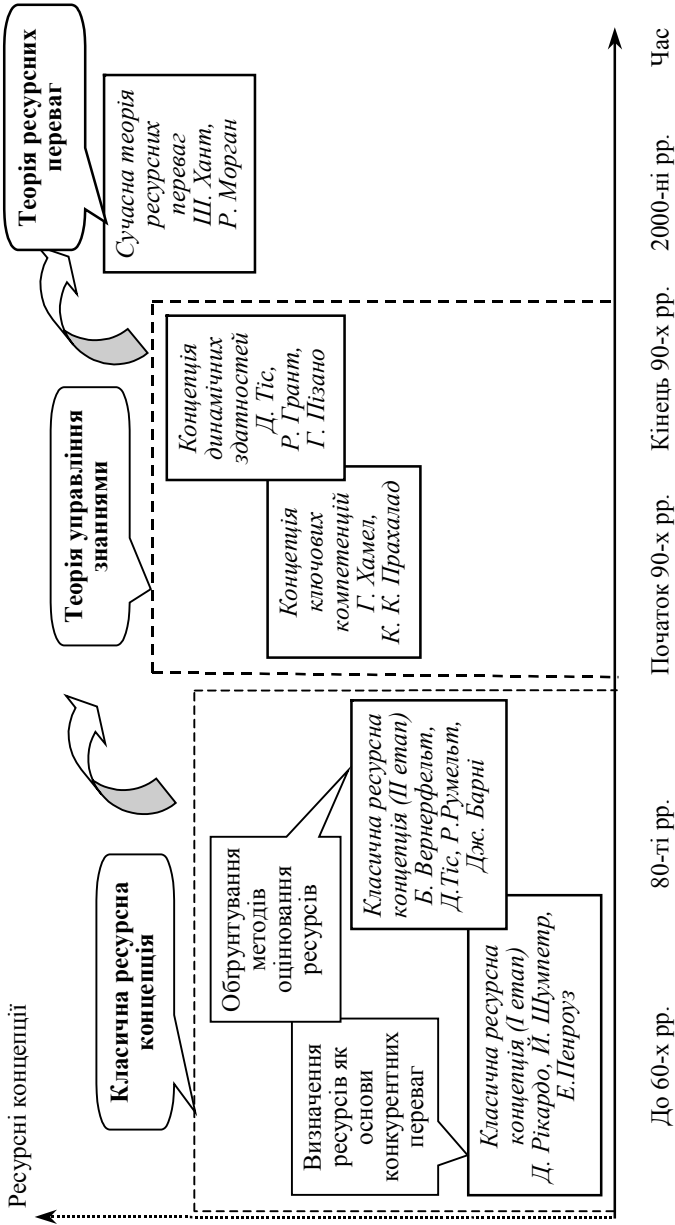 Ресурсні концепції
Класична ресурсна
концепція
Теорія управління
знаннями
Теорія ресурсних
переваг
Визначення
ресурсів як
основи
конкурентних
переваг
Обґрунтування
методів
оцінювання
ресурсів
Класична ресурсна
концепція (І етап)
Д. Рікардо, Й. Шумпетр,
Е.Пенроуз
Класична ресурсна
концепція (ІІ етап)
Б. Вернерфельт,
Д.Тіс, Р.Румельт,
Дж. Барні
Концепція
ключових
компетенцій
Г. Хамел,
К. К. Прахалад
Концепція
динамічних
здатностей
Д. Тіс,
Р. Грант,
Г. Пізано
Сучасна теорія
ресурсних
переваг
Ш. Хант,
Р. Морган
До 60-х рр.
80-ті рр.
Початок 90-х рр.
Кінець 90-х рр.
2000-ні рр.
Час